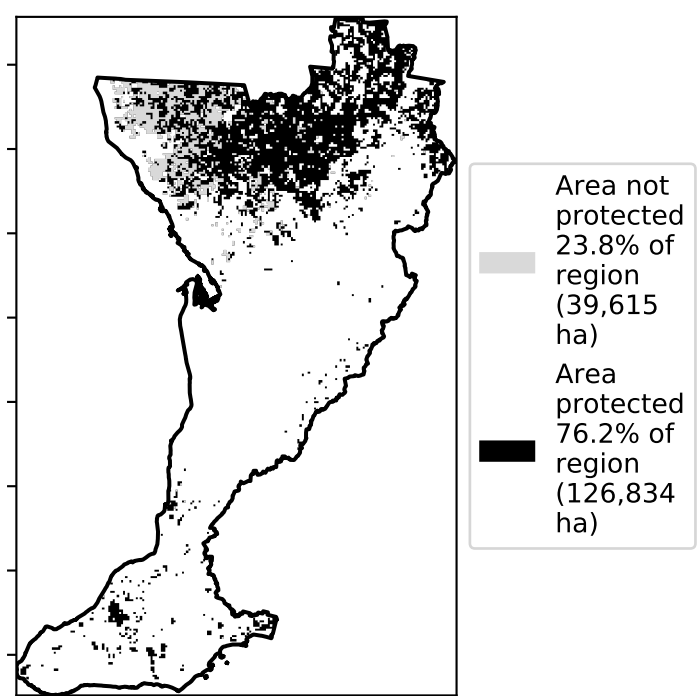 Area not
protected
23.8% of
region
(39,615
ha)
Area
protected
76.2% of
region
(126,834
ha)